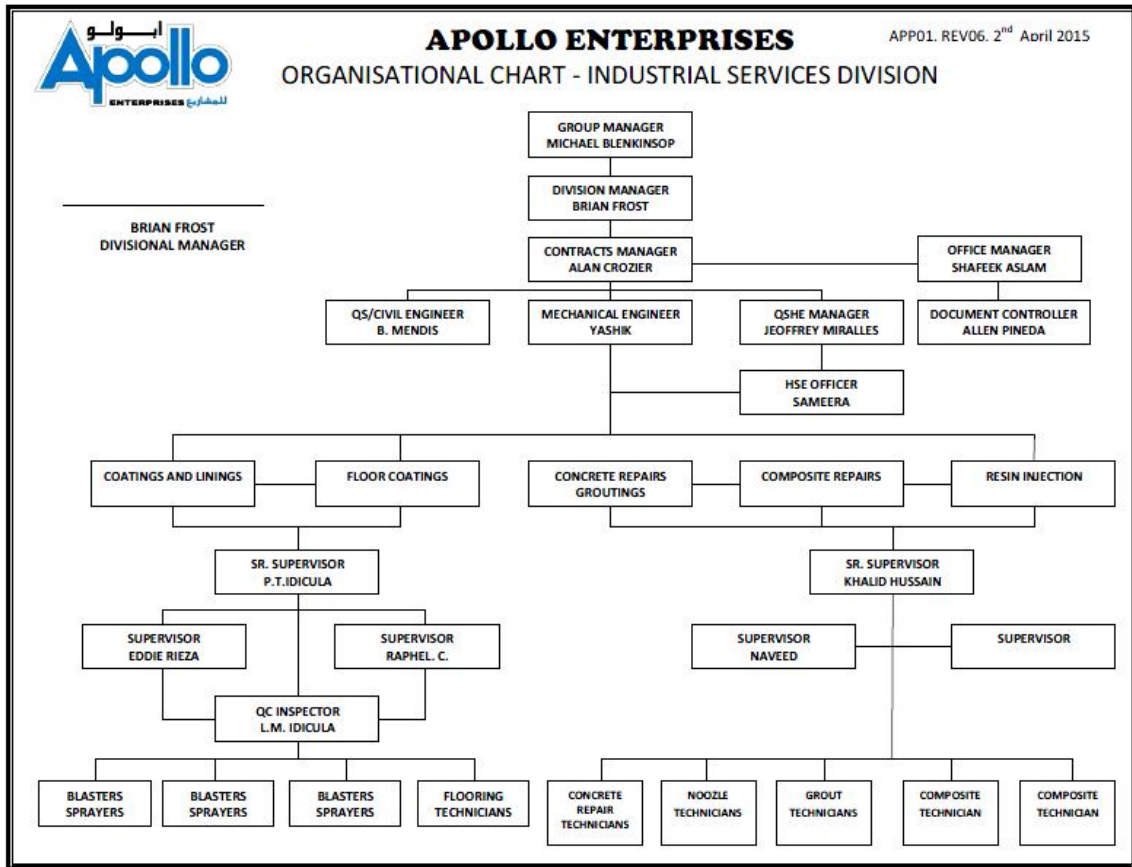 ابولو
Apollo
ENTERPRISES للمشاريع
APOLLO ENTERPRISES
APP01. REV06. 2nd April 2015
ORGANISATIONAL CHART - INDUSTRIAL SERVICES DIVISION
GROUP MANAGER
MICHAEL BLENKINSOP
DIVISION MANAGER
BRIAN FROST
BRIAN FROST
DIVISIONAL MANAGER
CONTRACTS MANAGER
ALAN CROZIER
OFFICE MANAGER
SHAFEEK ASLAM
QS/CIVIL ENGINEER
B. MENDIS
MECHANICAL ENGINEER
YASHIK
QSHE MANAGER
JEOFFREY MIRALLES
DOCUMENT CONTROLLER
ALLEN PINEDA
HSE OFFICER
SAMEERA
COATINGS AND LININGS
FLOOR COATINGS
CONCRETE REPAIRS
GROUTINGS
COMPOSITE REPAIRS
RESIN INJECTION
SR. SUPERVISOR
P.T.IDICULA
SR. SUPERVISOR
KHALID HUSSAIN
SUPERVISOR
EDDIE RIEZA
SUPERVISOR
RAPHEL. C.
SUPERVISOR
NAVEED
SUPERVISOR
QC INSPECTOR
L.M. IDICULA
BLASTERS
SPRAYERS
BLASTERS
SPRAYERS
BLASTERS
SPRAYERS
FLOORING
TECHNICIANS
CONCRETE
REPAIR
TECHNICIANS
NOOZLE
TECHNICIANS
GROUT
TECHNICIANS
COMPOSITE
TECHNICIAN
COMPOSITE
TECHNICIAN